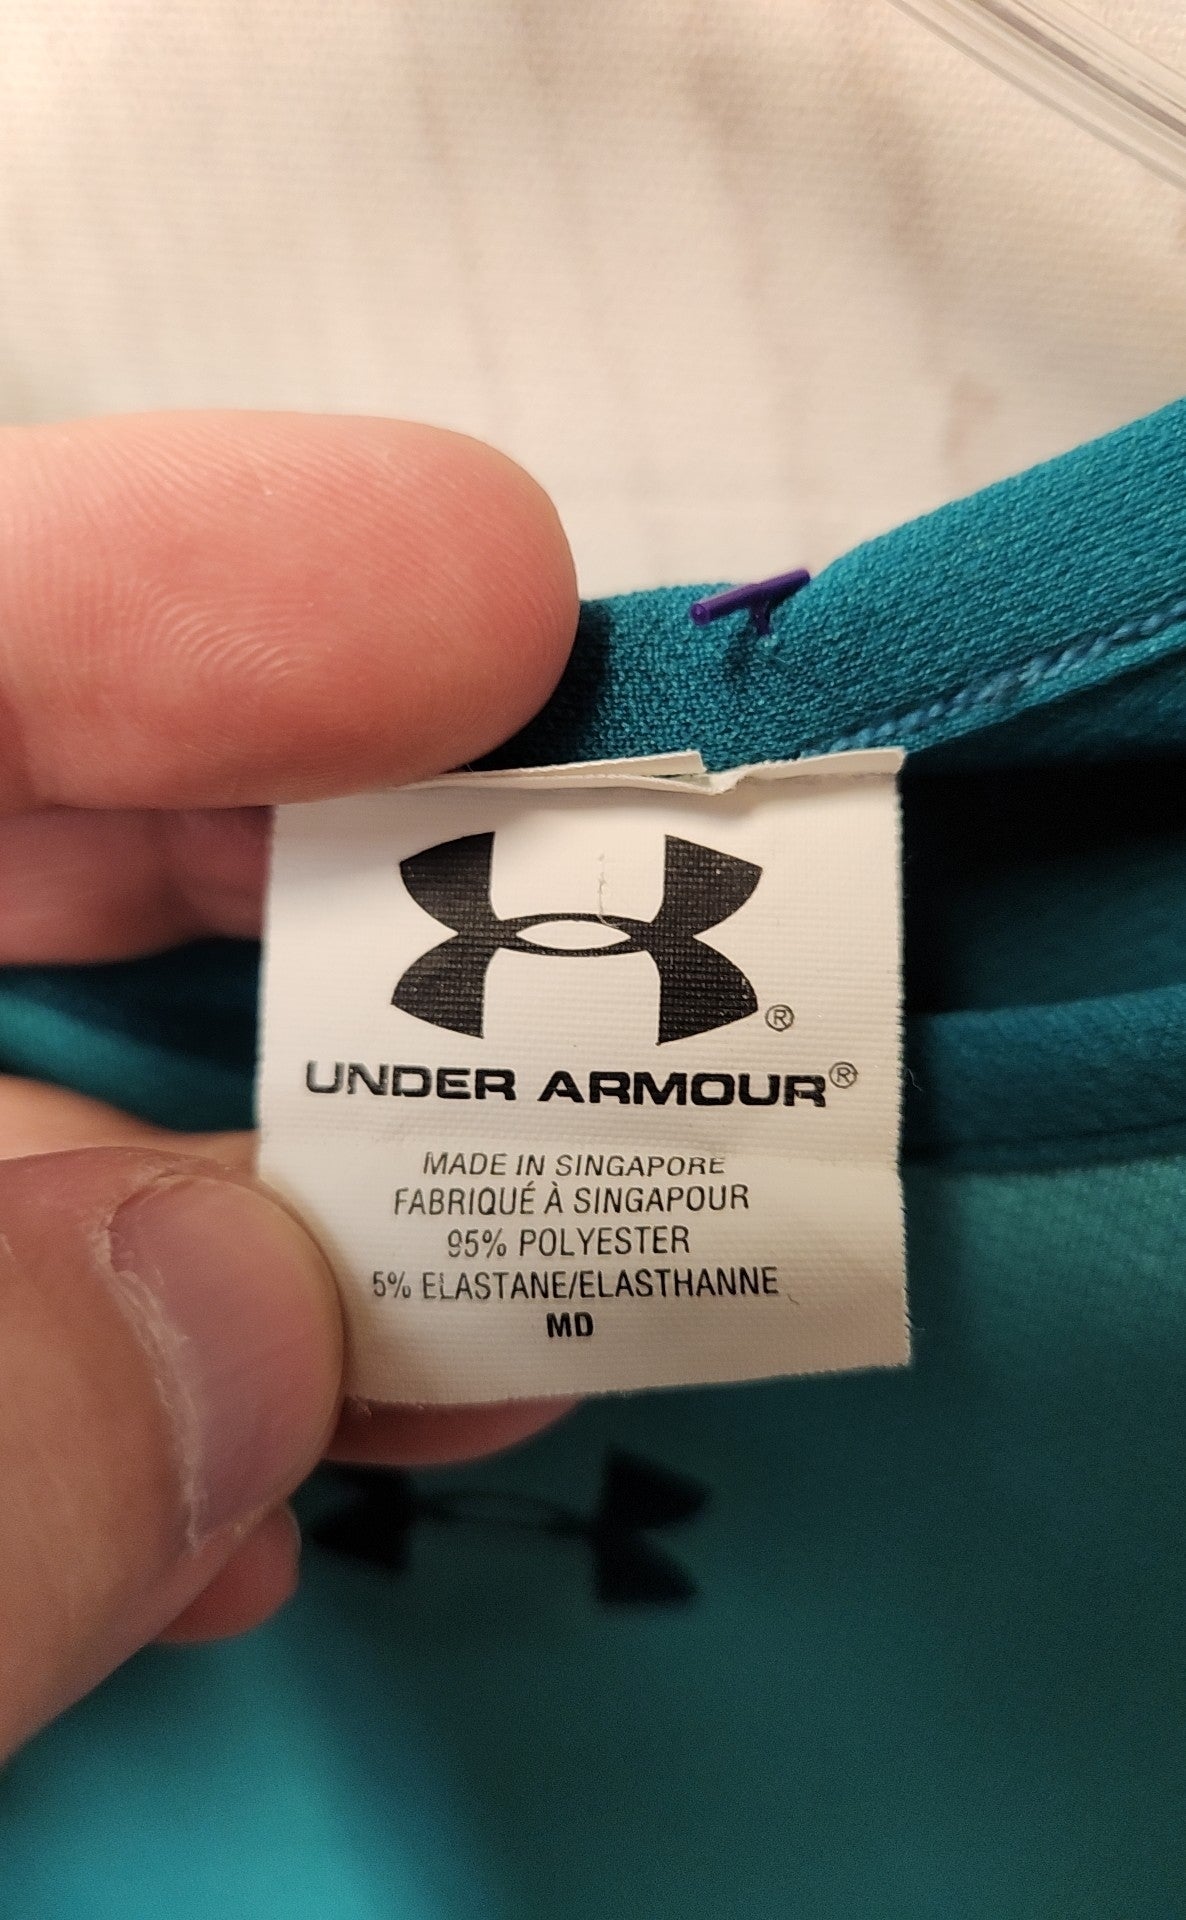 ®
UNDER ARMOUR®
MADE IN SINGAPORE
FABRIQUÉ À SINGAPOUR
95% POLYESTER
5% ELASTANE/ELASTHANNE
MD